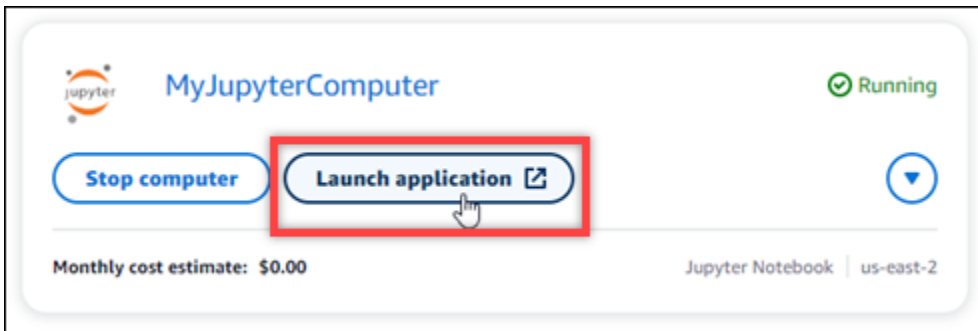 jupyter
MyJupyterComputer
Running
Stop computer
Launch application
Monthly cost estimate: $0.00
Jupyter Notebook
us-east-2